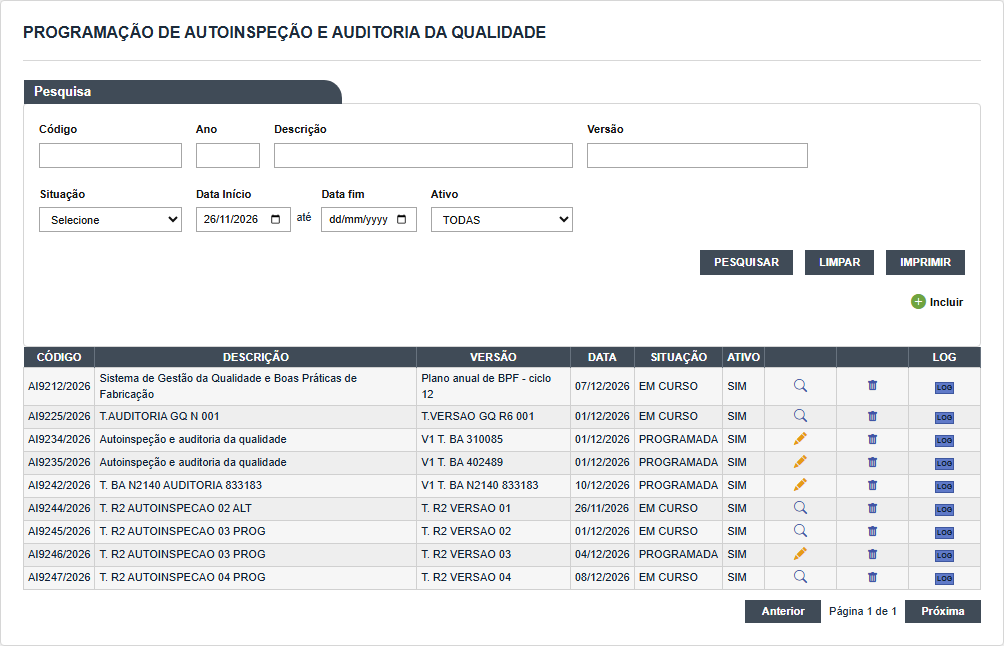 PROGRAMAÇÃO DE AUTOINSPEÇÃO E AUDITORIA DA QUALIDADE
Pesquisa
Código Ano Descrição Versão
Situação Data Início Data fim Ativo
Selecione 26/11/2026 até dd/mm/yyyy TODAS
PESQUISAR LIMPAR IMPRIMIR
Incluir
CÓDIGO DESCRIÇÃO VERSÃO DATA SITUAÇÃO ATIVO LOG
AI9212/2026 Sistema de Gestão da Qualidade e Boas Práticas de Fabricação Plano anual de BPF - ciclo 12 07/12/2026 EM CURSO SIM LOG
AI9225/2026 T.AUDITORIA GQ N 001 T.VERSAO GQ R6 001 01/12/2026 EM CURSO SIM LOG
AI9234/2026 Autoinspeção e auditoria da qualidade V1 T. BA 310085 01/12/2026 PROGRAMADA SIM LOG
AI9235/2026 Autoinspeção e auditoria da qualidade V1 T. BA 402489 01/12/2026 PROGRAMADA SIM LOG
AI9242/2026 T. BA N2140 AUDITORIA 833183 V1 T. BA N2140 833183 10/12/2026 PROGRAMADA SIM LOG
AI9244/2026 T. R2 AUTOINSPECAO 02 ALT T. R2 VERSAO 01 26/11/2026 EM CURSO SIM LOG
AI9245/2026 T. R2 AUTOINSPECAO 03 PROG T. R2 VERSAO 02 01/12/2026 EM CURSO SIM LOG
AI9246/2026 T. R2 AUTOINSPECAO 03 PROG T. R2 VERSAO 03 04/12/2026 PROGRAMADA SIM LOG
AI9247/2026 T. R2 AUTOINSPECAO 04 PROG T. R2 VERSAO 04 08/12/2026 EM CURSO SIM LOG
Anterior Página 1 de 1 Próxima